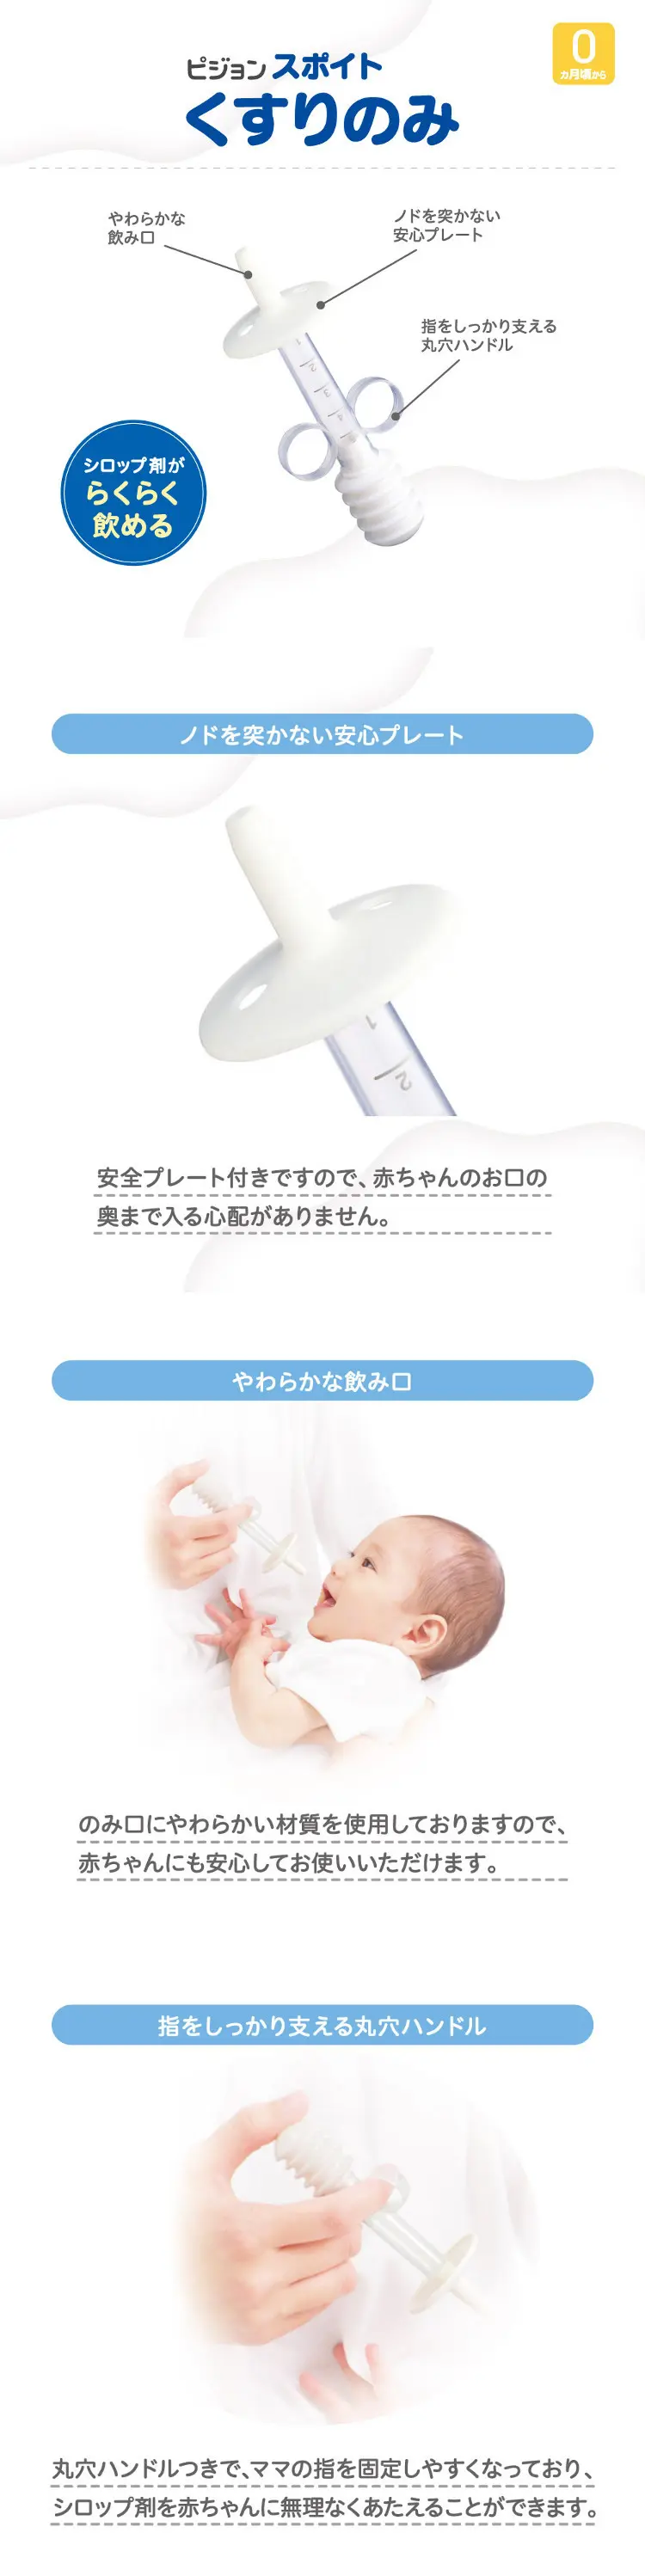 0
カ月頃から
ピジョン スポイト
くすりのみ
やわらかな
飲み口
ノドを突かない
安心プレート
指をしっかり支える
丸穴ハンドル
1
2
3
4
シロップ剤が
らくらく
飲める
ノドを突かない安心プレート
1
2
安全プレート付きですので、赤ちゃんのお口の
奥まで入る心配がありません。
やわらかな飲み口
のみ口にやわらかい材質を使用しておりますので、
赤ちゃんにも安心してお使いいただけます。
指をしっかり支える丸穴ハンドル
丸穴ハンドルつきで、ママの指を固定しやすくなっており、
シロップ剤を赤ちゃんに無理なくあたえることができます。